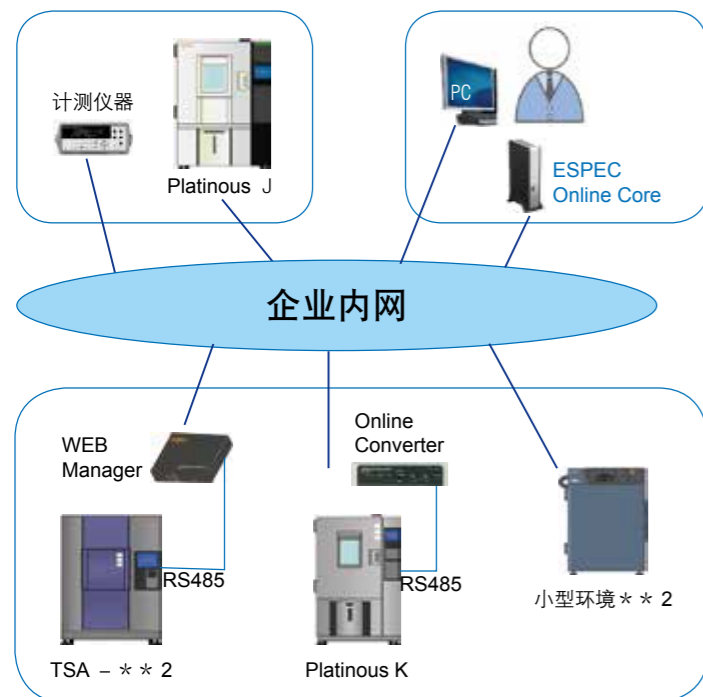 计测仪器
Platinous J
PC
ESPEC
Online Core
企业内网
WEB
Manager
Online
Converter
RS485
RS485
TSA － ＊ ＊ 2
Platinous K
小型环境＊ ＊ 2